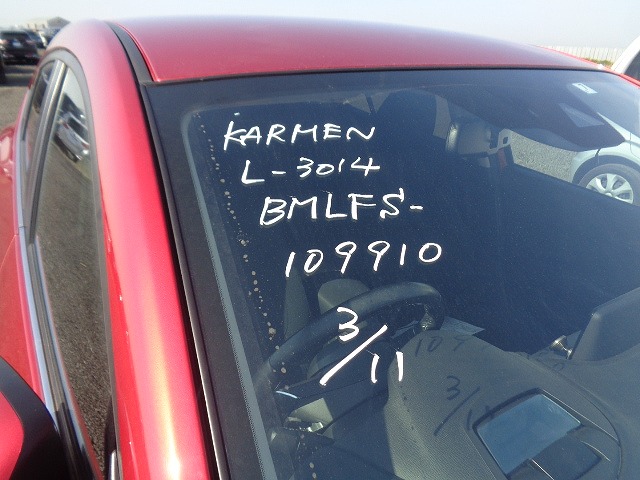 KARMEN
L-3014
BMLFS-
109910
3/11